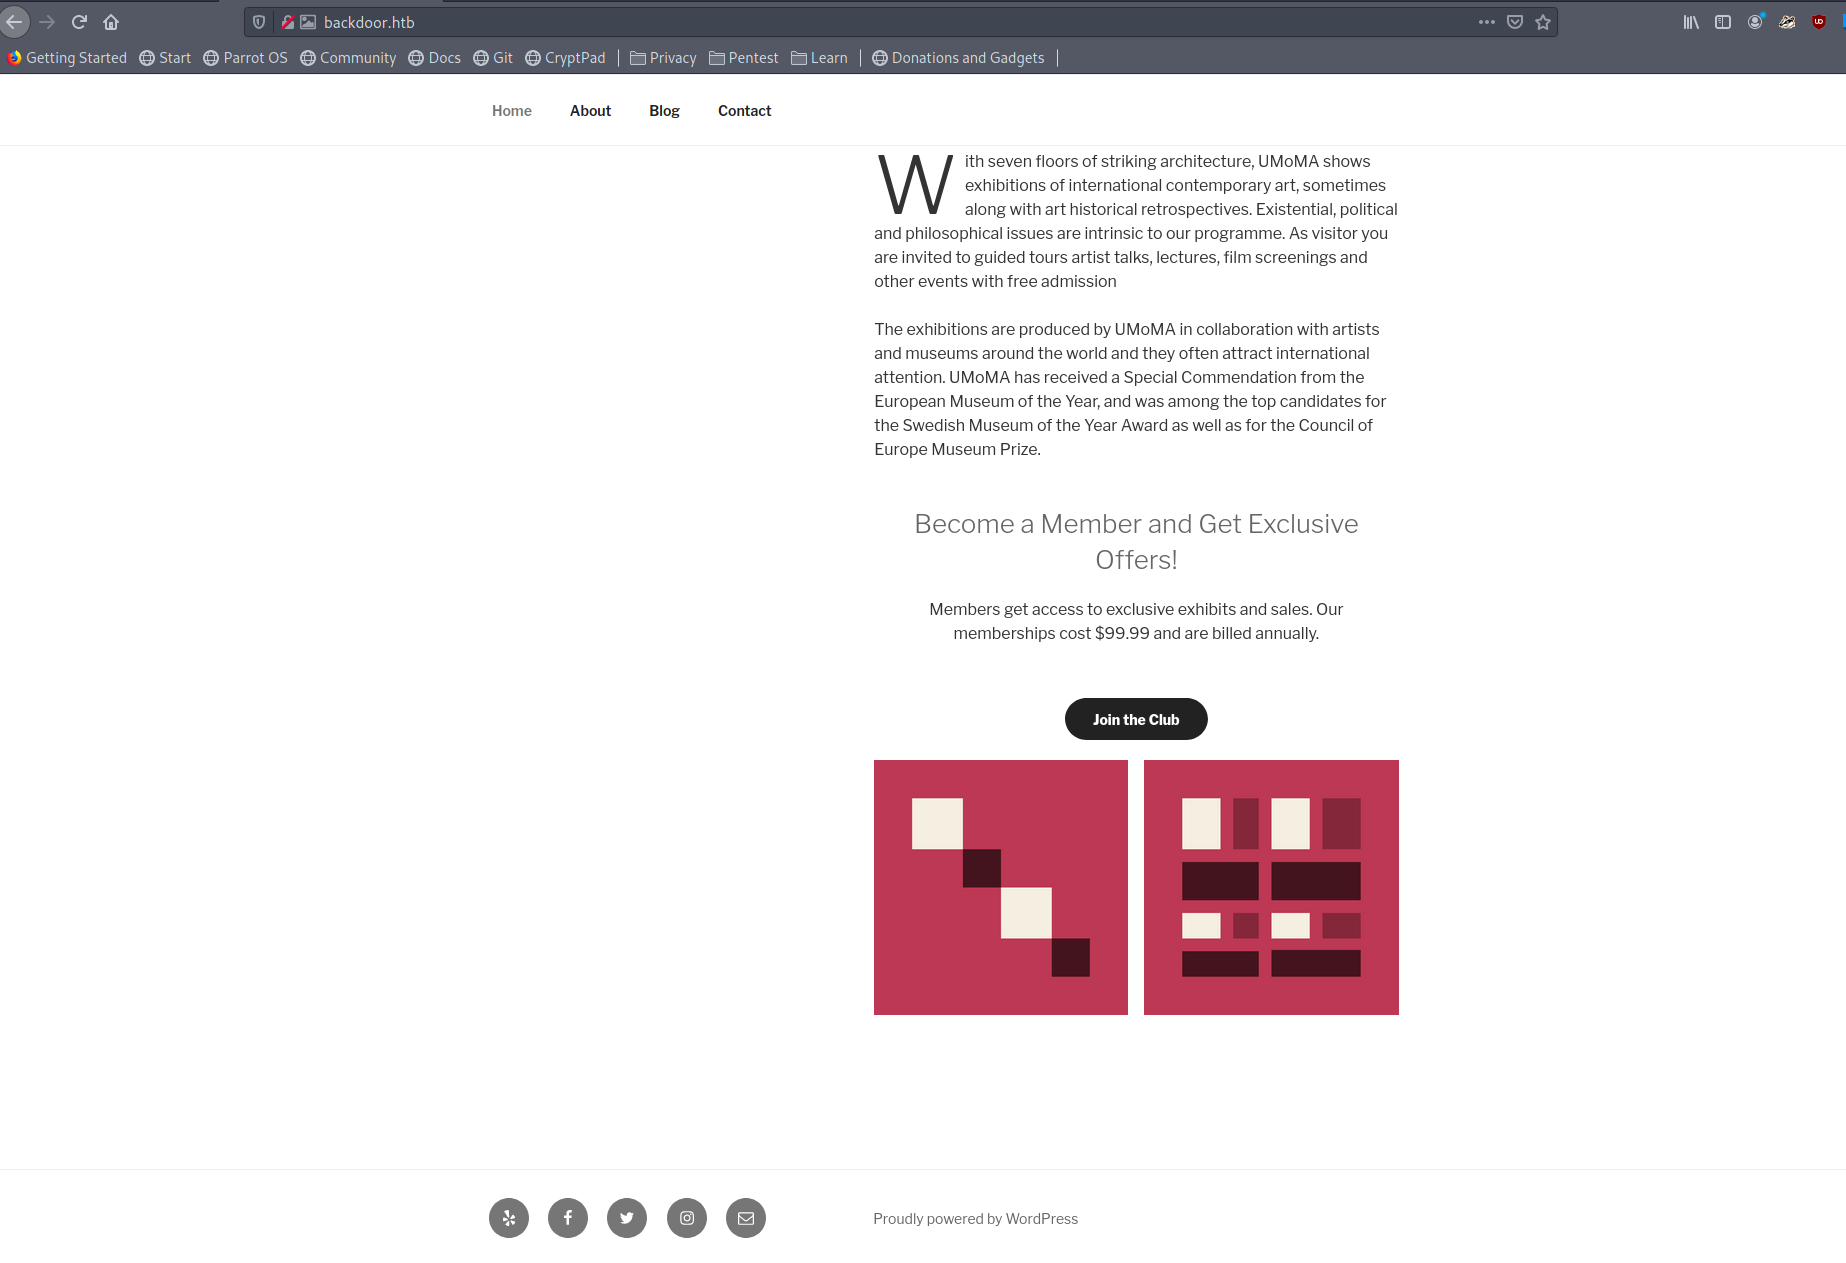 backdoor.htb
Getting Started Start Parrot OS Community Docs Git CryptPad Privacy Pentest Learn Donations and Gadgets
Home About Blog Contact
With seven floors of striking architecture, UMoMA shows
exhibitions of international contemporary art, sometimes
along with art historical retrospectives. Existential, political
and philosophical issues are intrinsic to our programme. As visitor you
are invited to guided tours artist talks, lectures, film screenings and
other events with free admission
The exhibitions are produced by UMoMA in collaboration with artists
and museums around the world and they often attract international
attention. UMoMA has received a Special Commendation from the
European Museum of the Year, and was among the top candidates for
the Swedish Museum of the Year Award as well as for the Council of
Europe Museum Prize.
Become a Member and Get Exclusive
Offers!
Members get access to exclusive exhibits and sales. Our
memberships cost $99.99 and are billed annually.
Join the Club
Proudly powered by WordPress